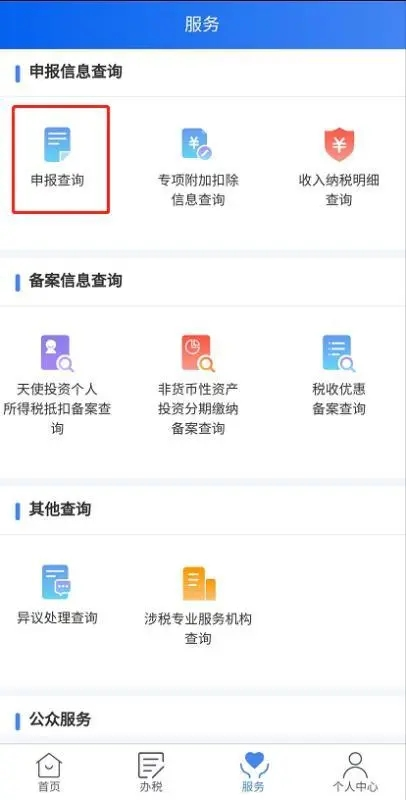 服务
申报信息查询
申报查询
专项附加扣除
信息查询
收入纳税明细
查询
备案信息查询
天使投资个人
所得税抵扣备案查
询
非货币性资产
投资分期缴纳
备案查询
税收优惠
备案查询
其他查询
异议处理查询
涉税专业服务机构
查询
公众服务
首页
办税
服务
个人中心